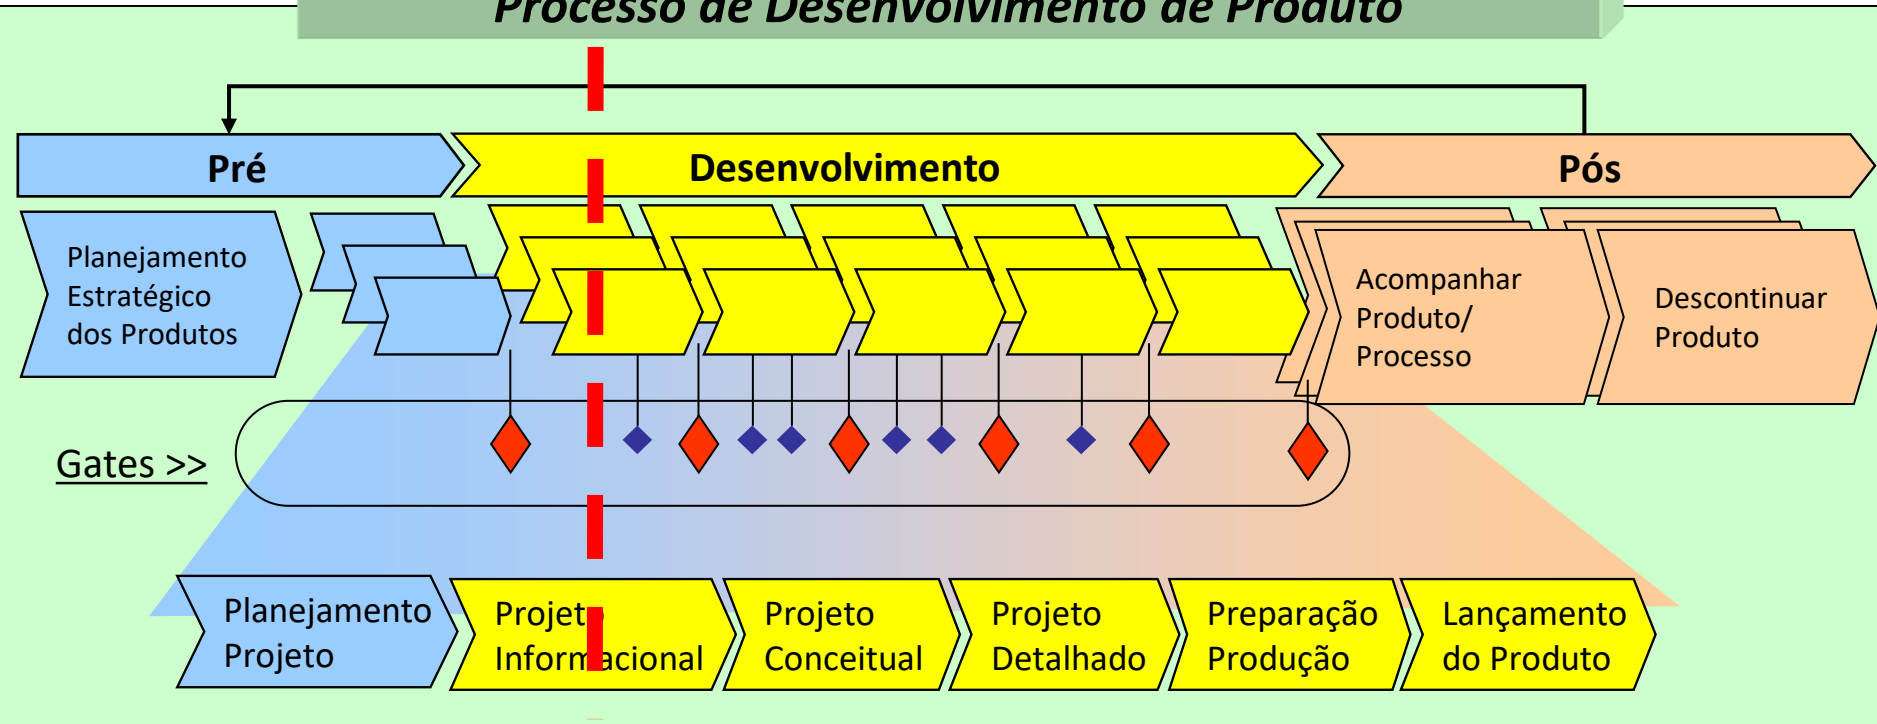 Processo de Desenvolvimento de Produto
Pré
Desenvolvimento
Pós
Planejamento
Estratégico
dos Produtos
Acompanhar
Produto/
Processo
Descontinuar
Produto
Gates >>
Planejamento
Projeto
Projeto
Informacional
Projeto
Conceitual
Projeto
Detalhado
Preparação
Produção
Lançamento
do Produto